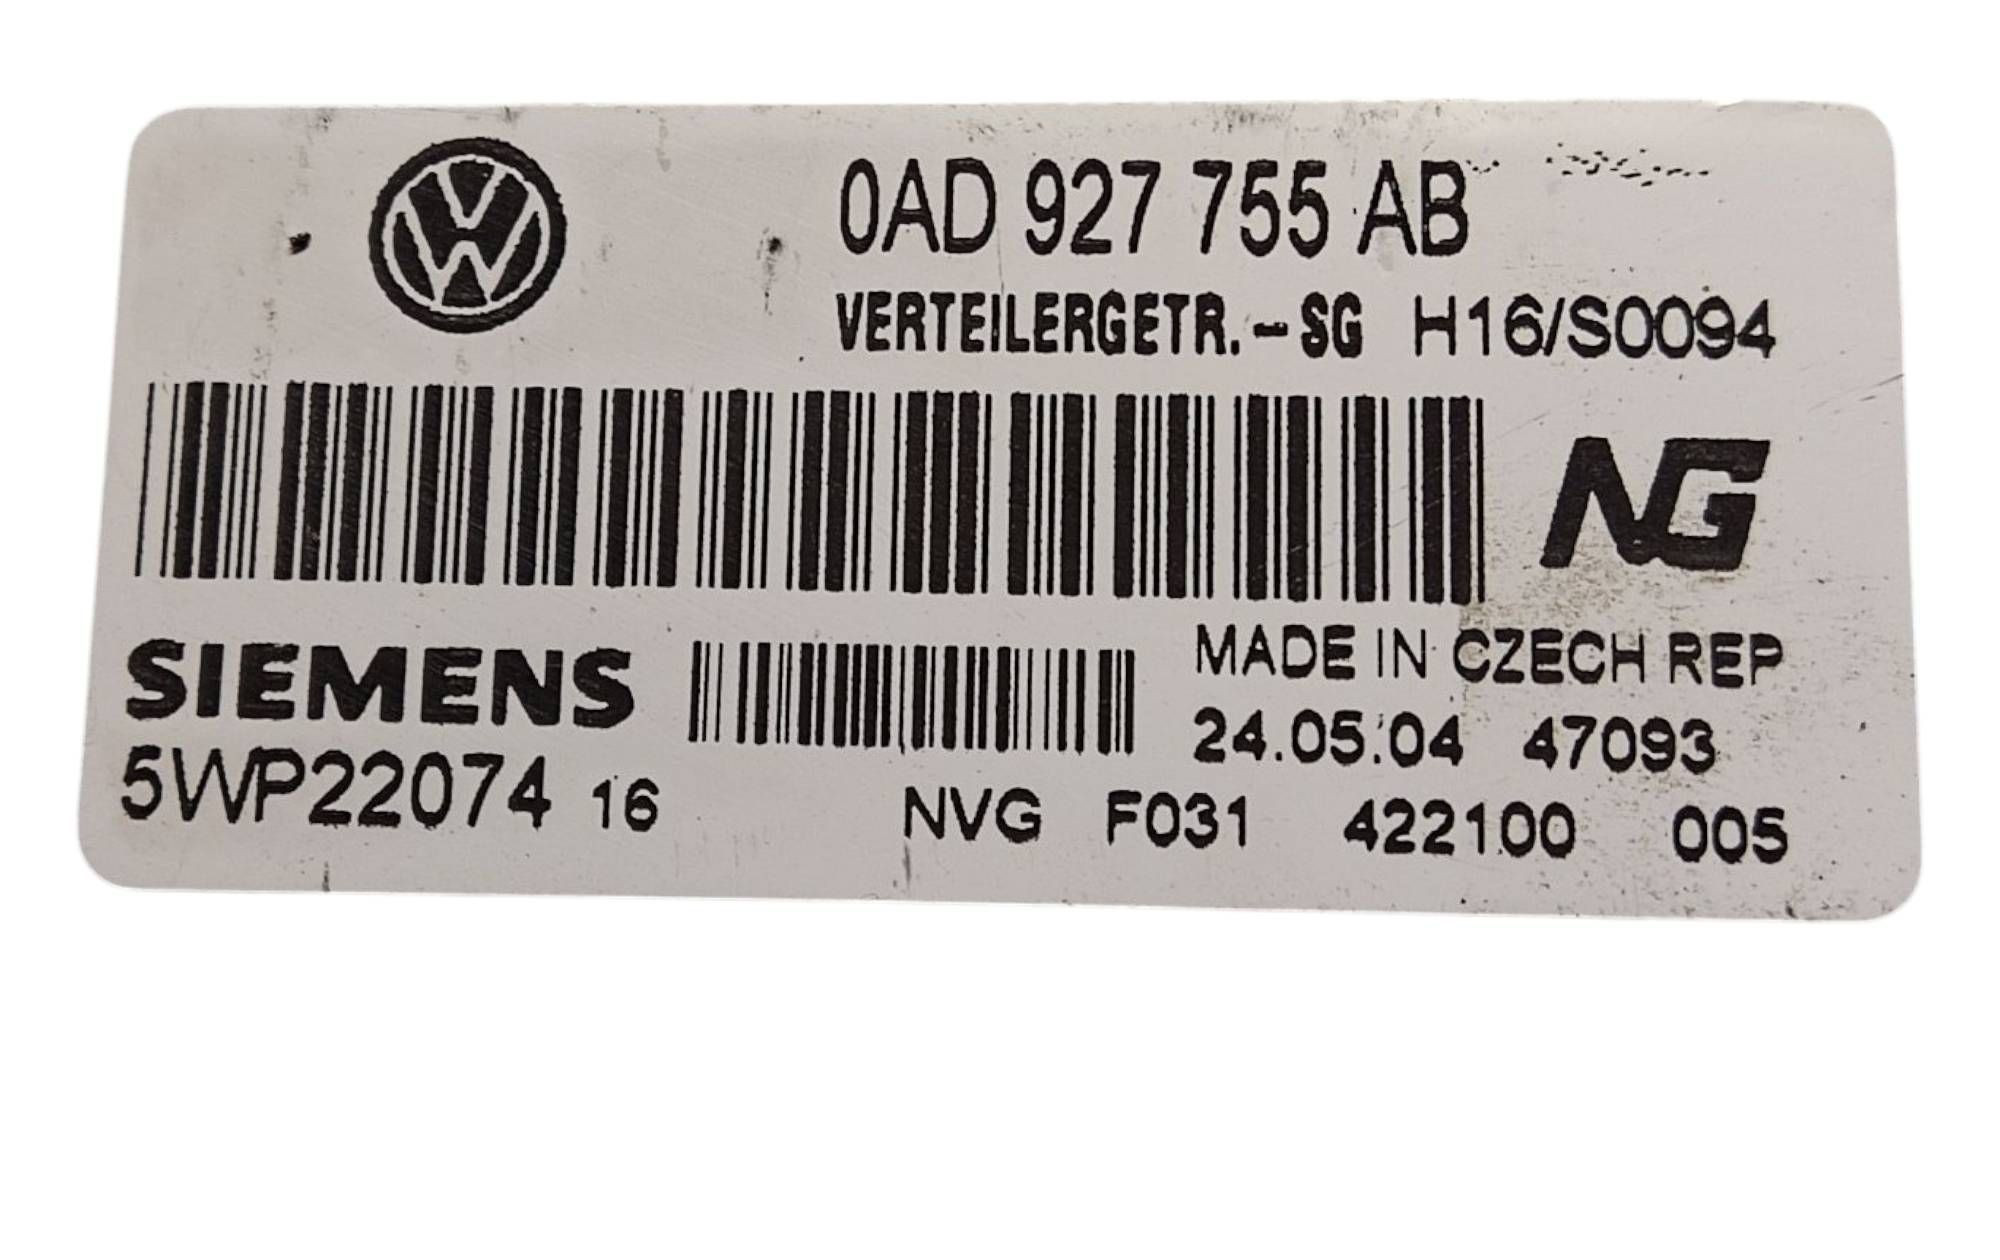 0AD 927 755 AB
VERTEILERGETR.-SG H16/S0094
NG
SIEMENS
MADE IN CZECH REP
24.05.04 47093
5WP22074 16
NVG F031 422100 005